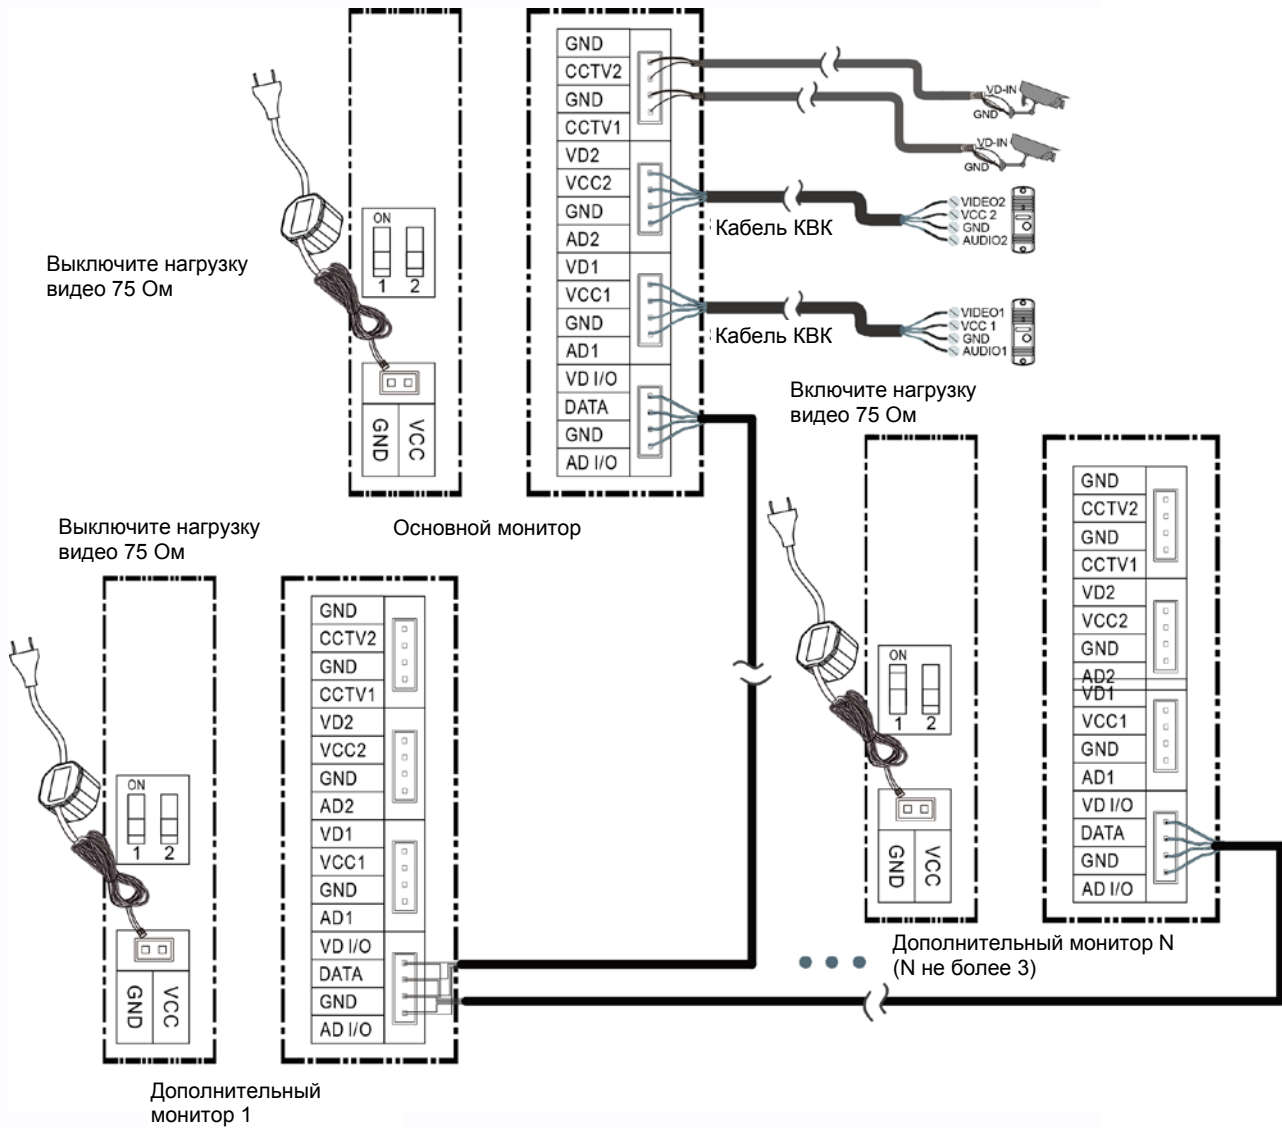 GND
CCTV2
GND
CCTV1
VD2
VCC2
GND
AD2
VD1
VCC1
GND
AD1
VD I/O
DATA
GND
AD I/O
VD-IN
GND
VD-IN
GND
VIDEO2
VCC 2
GND
AUDIO2
Кабель КВК
VIDEO1
VCC 1
GND
AUDIO1
Кабель КВК
ON
1 2
Выключите нагрузку
видео 75 Ом
GND VCC
Основной монитор
Включите нагрузку
видео 75 Ом
ON
1 2
GND VCC
GND
CCTV2
GND
CCTV1
VD2
VCC2
GND
AD2
VD1
VCC1
GND
AD1
VD I/O
DATA
GND
AD I/O
Дополнительный монитор N
(N не более 3)
Выключите нагрузку
видео 75 Ом
ON
1 2
GND VCC
GND
CCTV2
GND
CCTV1
VD2
VCC2
GND
AD2
VD1
VCC1
GND
AD1
VD I/O
DATA
GND
AD I/O
Дополнительный
монитор 1